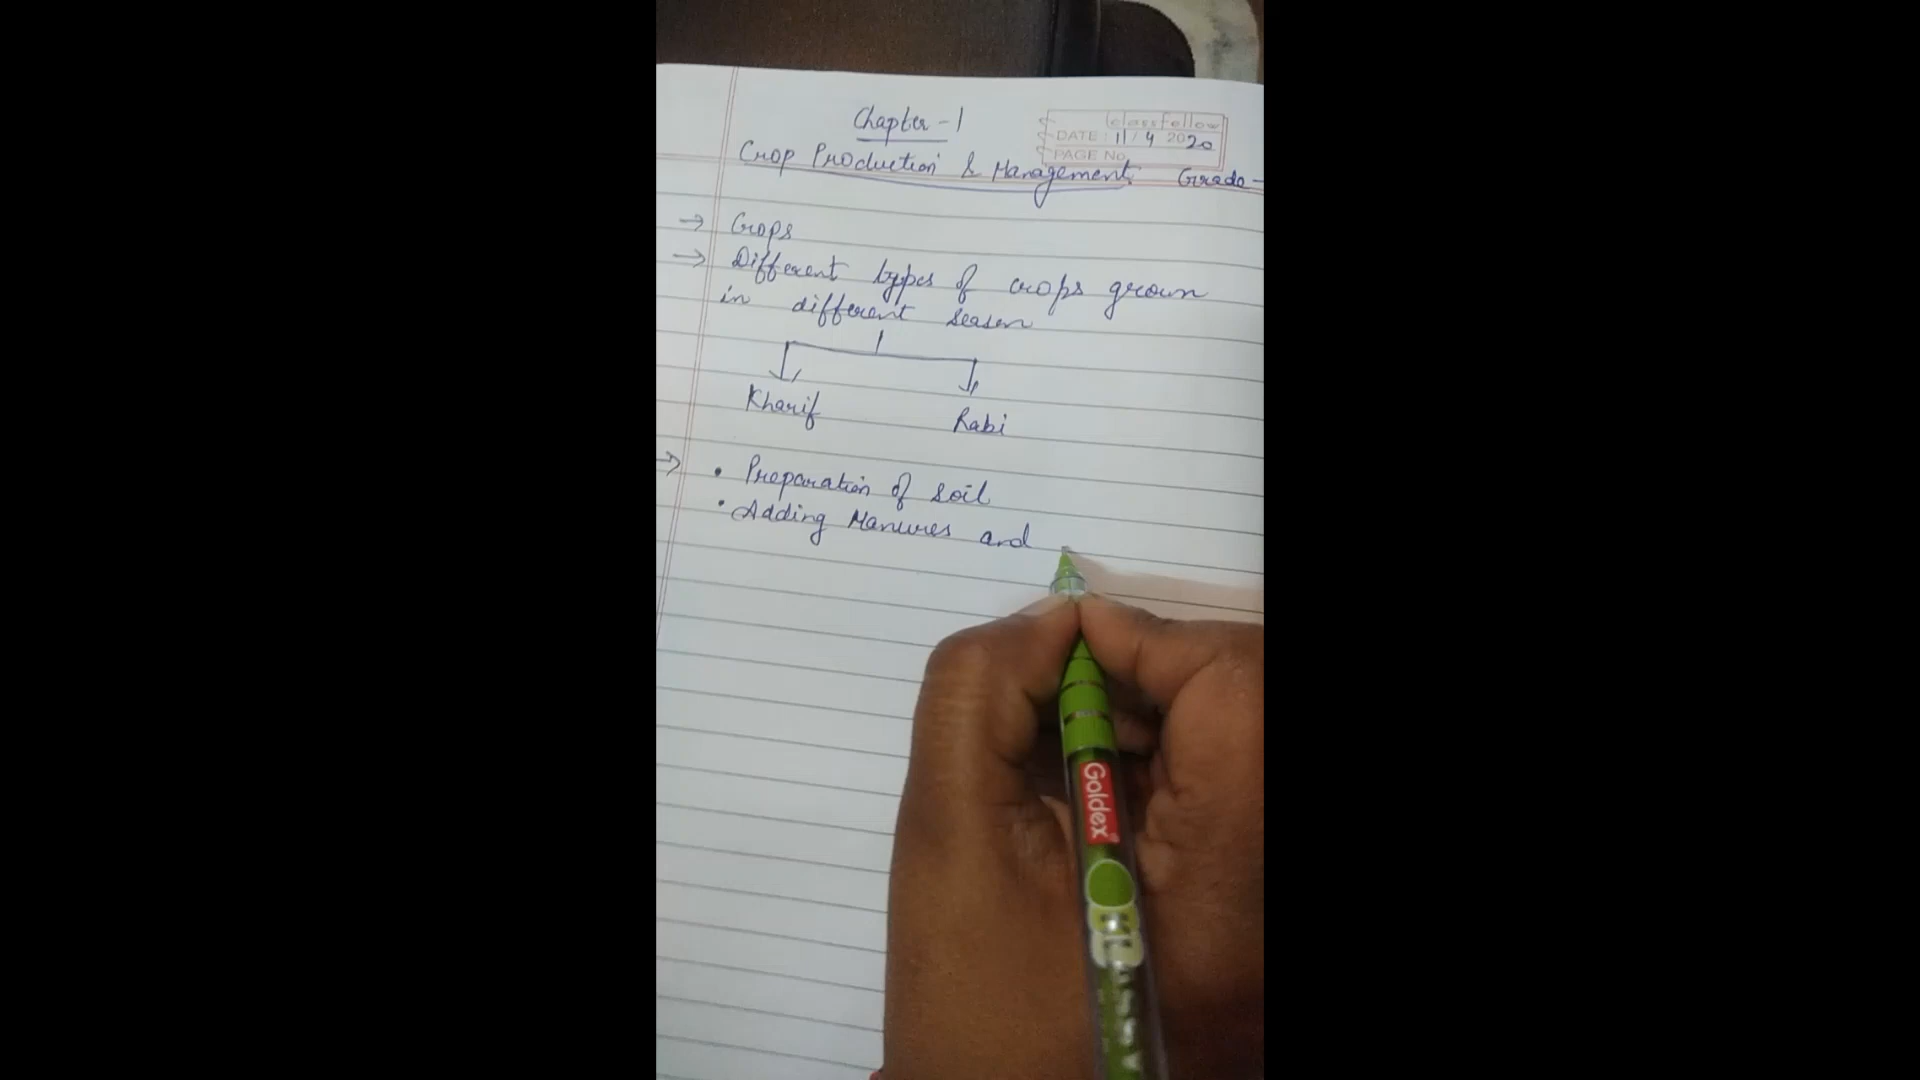 Chapter - 1
classfellow
DATE : 11 / 4 2020
PAGE No.
Crop Production & Management. Grade -
→ Crops
→ Different types of crops grown
in different season
Kharif Rabi
→ • Preparation of soil
• Adding Manures and
Goldex